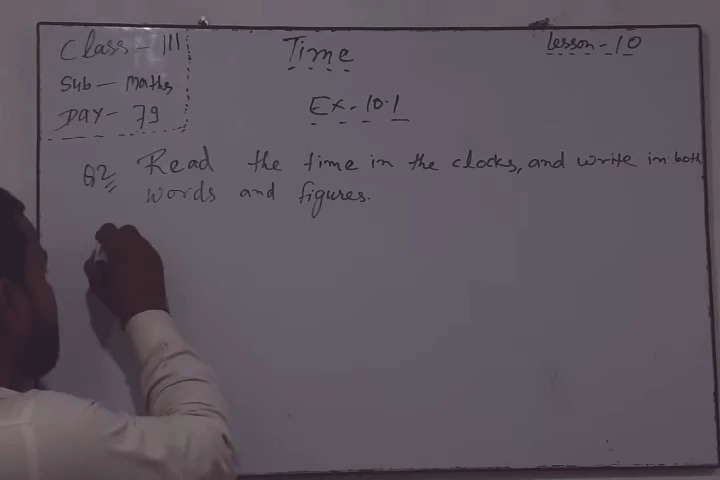 Class - III
Sub - Maths
Day - 79
Time
Lesson - 10
Ex - 10.1
Q2 Read the time in the clocks, and write in both
words and figures.